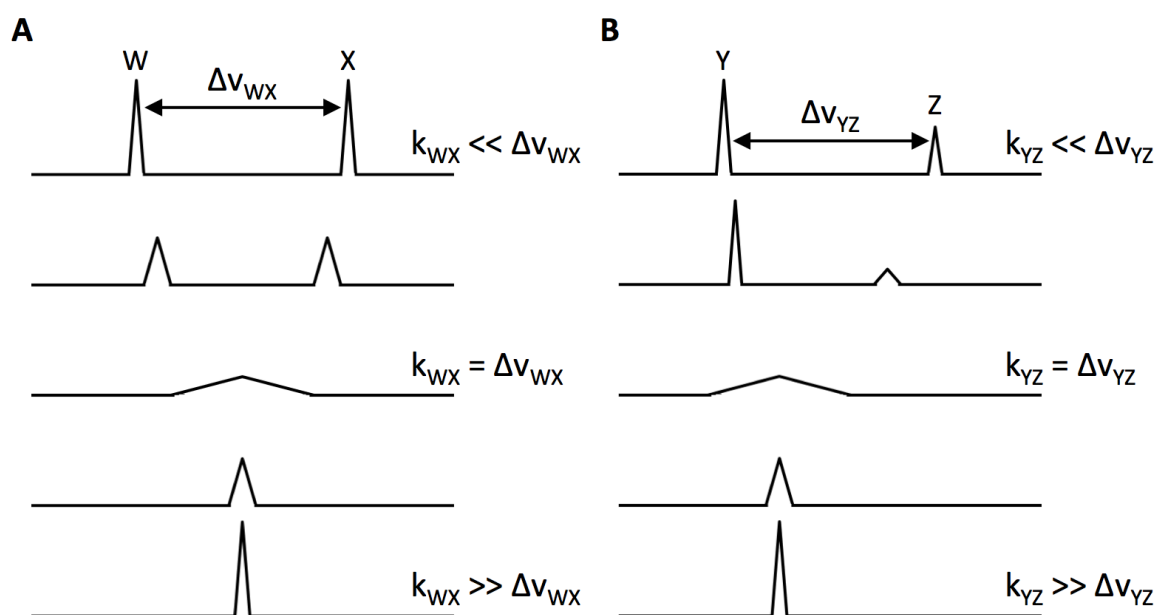 A
W
X
Δv_WX
k_WX << Δv_WX
k_WX = Δv_WX
k_WX >> Δv_WX
B
Y
Z
Δv_YZ
k_YZ << Δv_YZ
k_YZ = Δv_YZ
k_YZ >> Δv_YZ